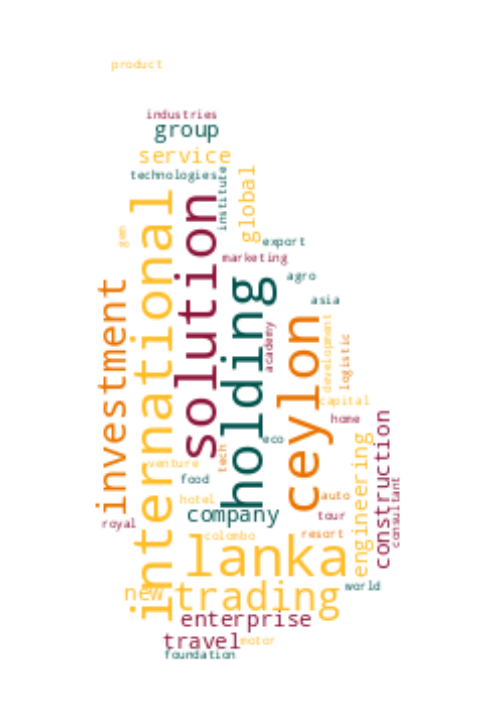 product
industries
group
service
technologies
institute
global
gem
international
solution
export
marketing
holding
agro
asia
investment
academy
ceylon
development
logistic
capital
home
construction
eco
engineering
tech
venture
food
consultant
hotel
auto
company
royal
tour
colombo
resort
lanka
world
new
trading
enterprise
travel
motor
foundation